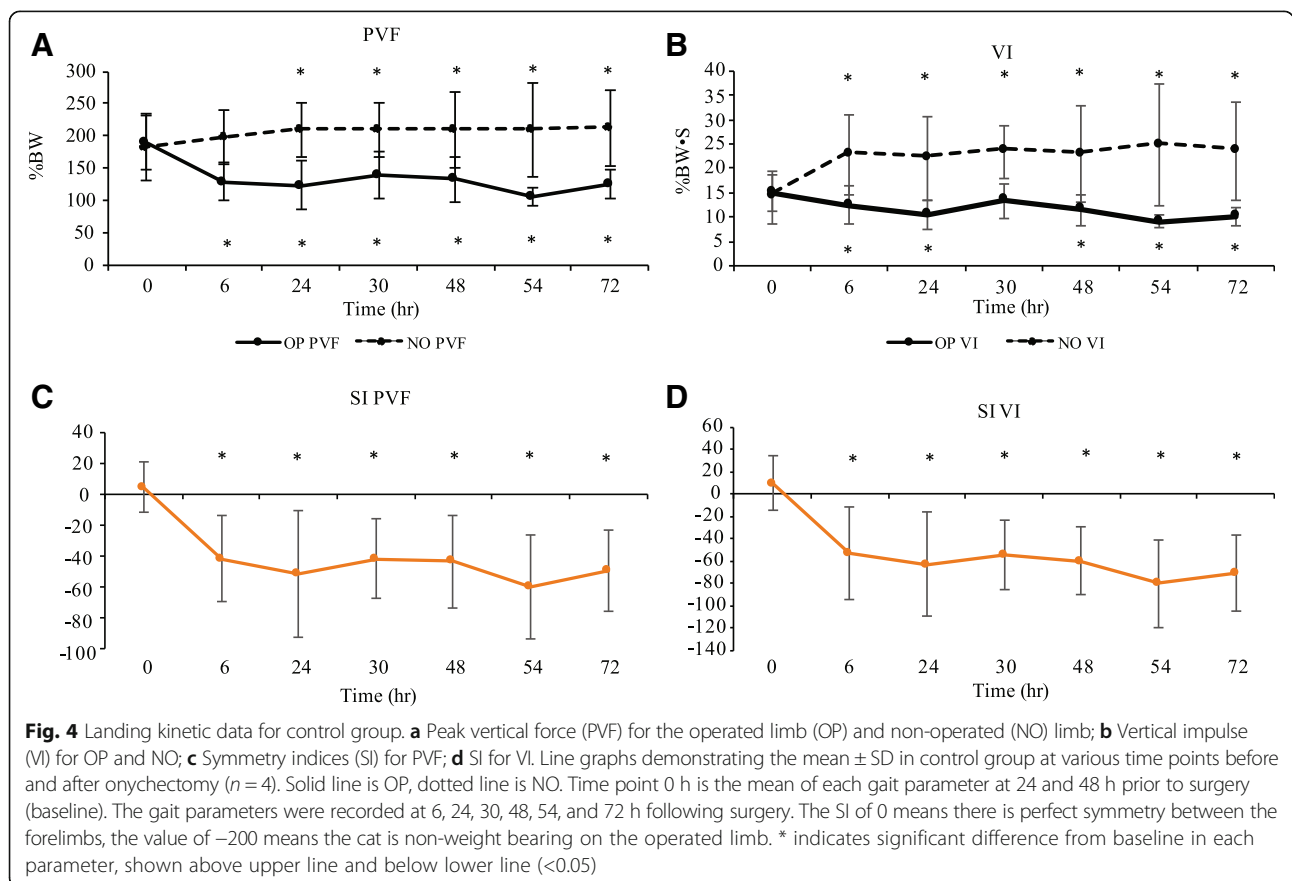 A
PVF
%BW
300
250
200
150
100
50
0
* * * * *
* * * * * *
0 6 24 30 48 54 72
Time (hr)
OP PVF NO PVF
B
VI
%BW•S
40
35
30
25
20
15
10
5
0
* * * * * *
* * * * *
0 6 24 30 48 54 72
Time (hr)
OP VI NO VI
C
SI PVF
40
20
0
-20
-40
-60
-80
-100
* * * * * *
0 6 24 30 48 54 72
Time (hr)
D
SI VI
60
40
20
0
-20
-40
-60
-80
-100
-120
-140
* * * * * *
0 6 24 30 48 54 72
Time (hr)
Fig. 4 Landing kinetic data for control group. a Peak vertical force (PVF) for the operated limb (OP) and non-operated (NO) limb; b Vertical impulse
(VI) for OP and NO; c Symmetry indices (SI) for PVF; d SI for VI. Line graphs demonstrating the mean ± SD in control group at various time points before
and after onychectomy (n = 4). Solid line is OP, dotted line is NO. Time point 0 h is the mean of each gait parameter at 24 and 48 h prior to surgery
(baseline). The gait parameters were recorded at 6, 24, 30, 48, 54, and 72 h following surgery. The SI of 0 means there is perfect symmetry between the
forelimbs, the value of −200 means the cat is non-weight bearing on the operated limb. * indicates significant difference from baseline in each
parameter, shown above upper line and below lower line (<0.05)